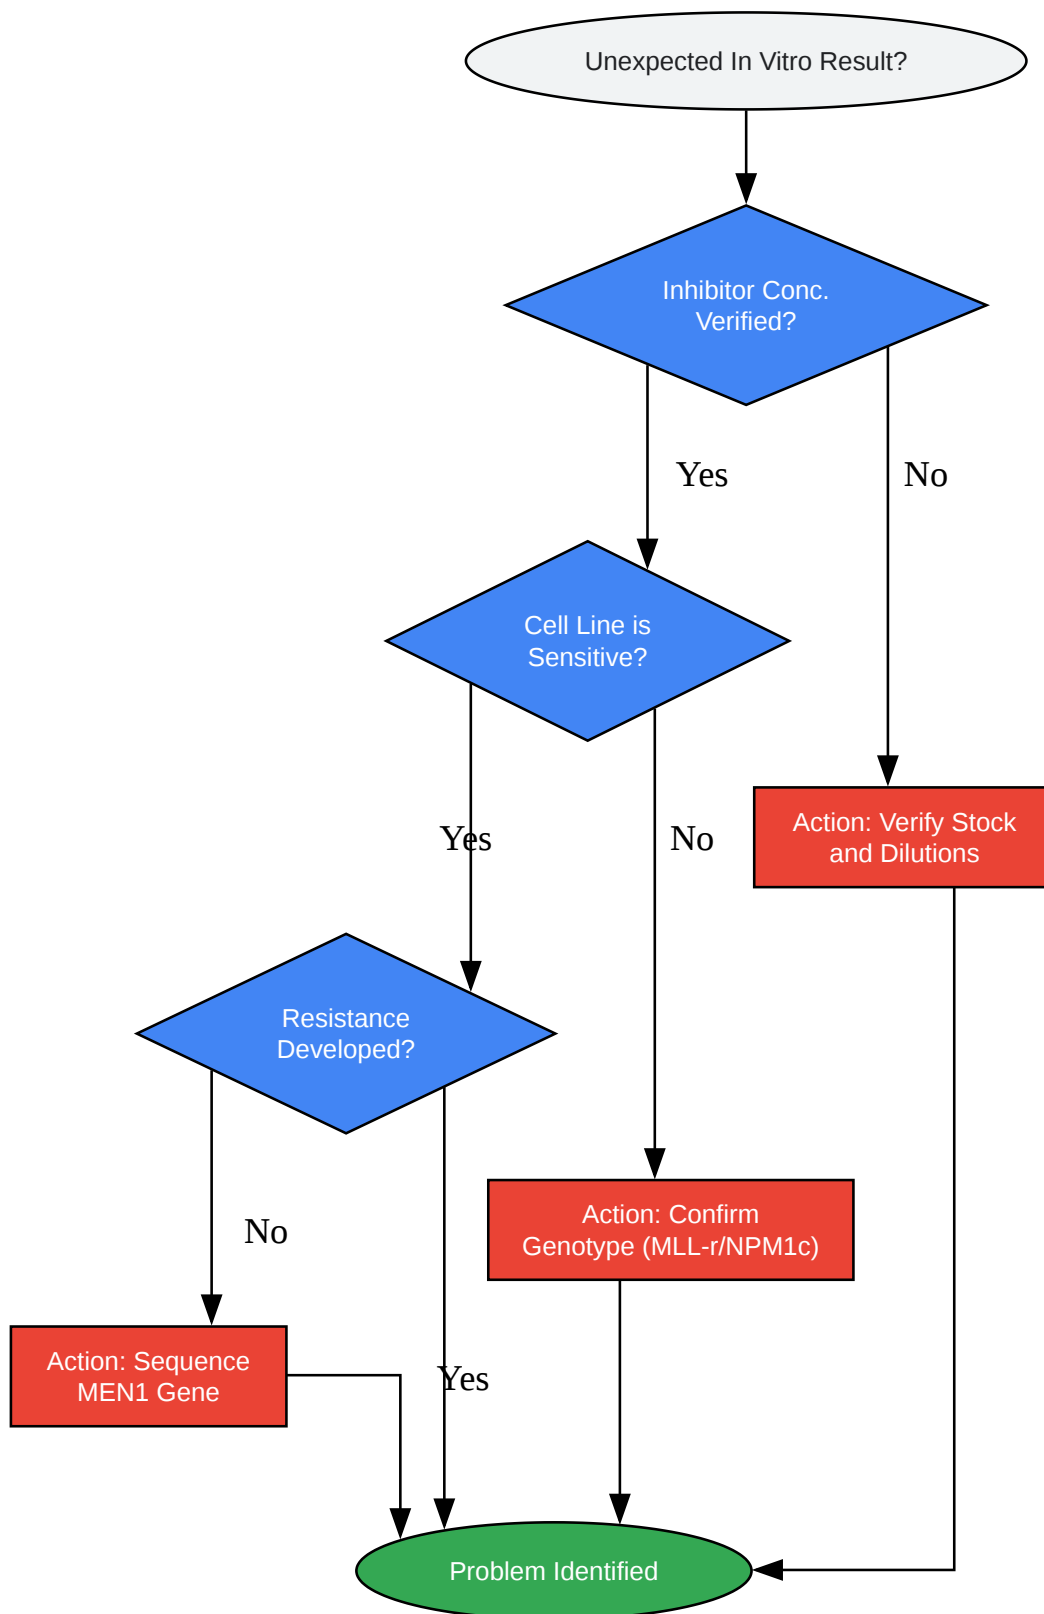 Unexpected In Vitro Result?
Inhibitor Conc.
Verified?
Yes
No
Cell Line is
Sensitive?
Yes
No
Action: Verify Stock
and Dilutions
Resistance
Developed?
No
Yes
Action: Confirm
Genotype (MLL-r/NPM1c)
Action: Sequence
MEN1 Gene
Problem Identified